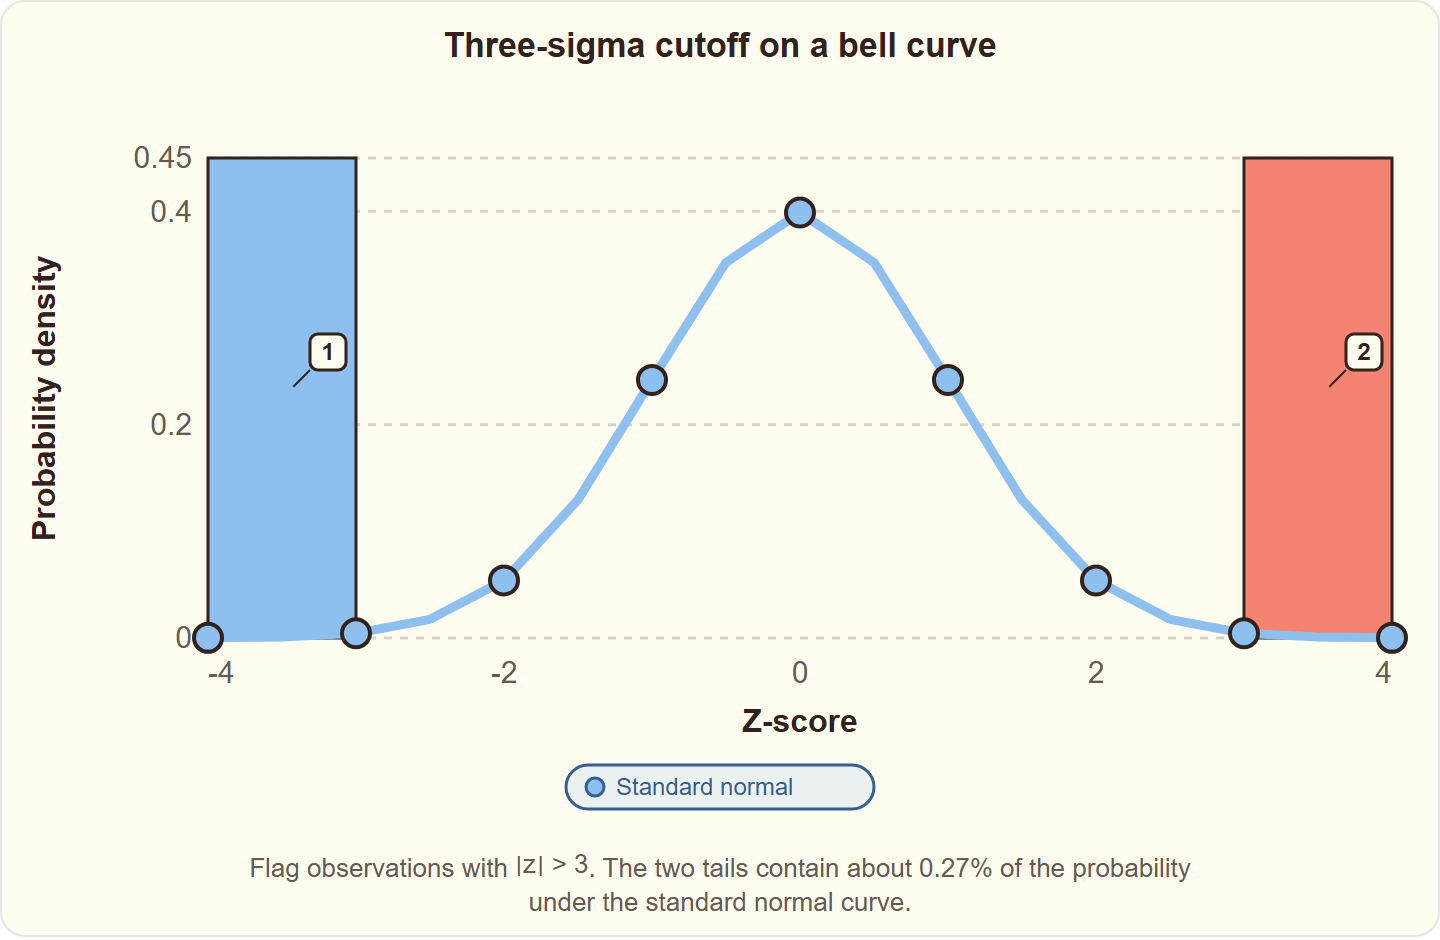 Three-sigma cutoff on a bell curve
Probability density
0.45
0.4
0.2
0
1
2
-4
-2
0
2
4
Z-score
Standard normal
Flag observations with |z| > 3. The two tails contain about 0.27% of the probability
under the standard normal curve.